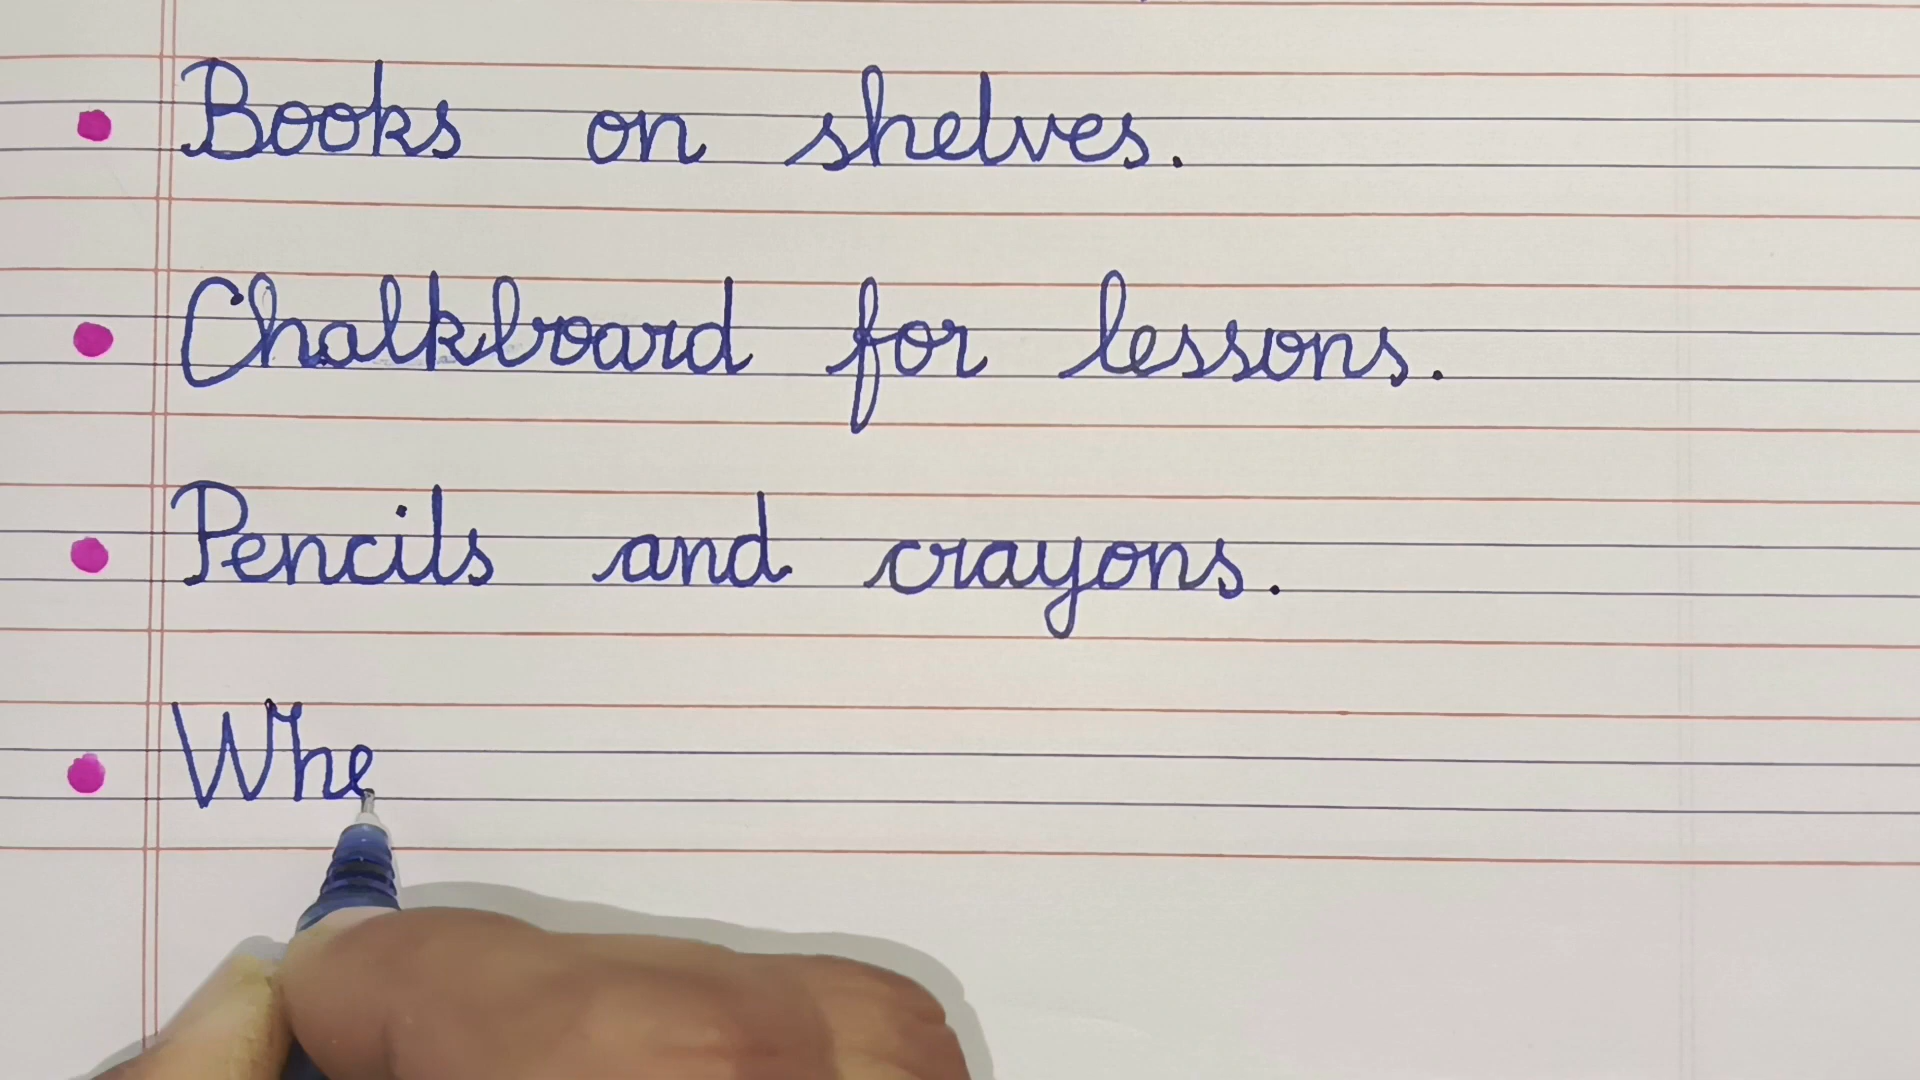 Books on shelves.
Chalkboard for lessons.
Pencils and crayons.
Whe